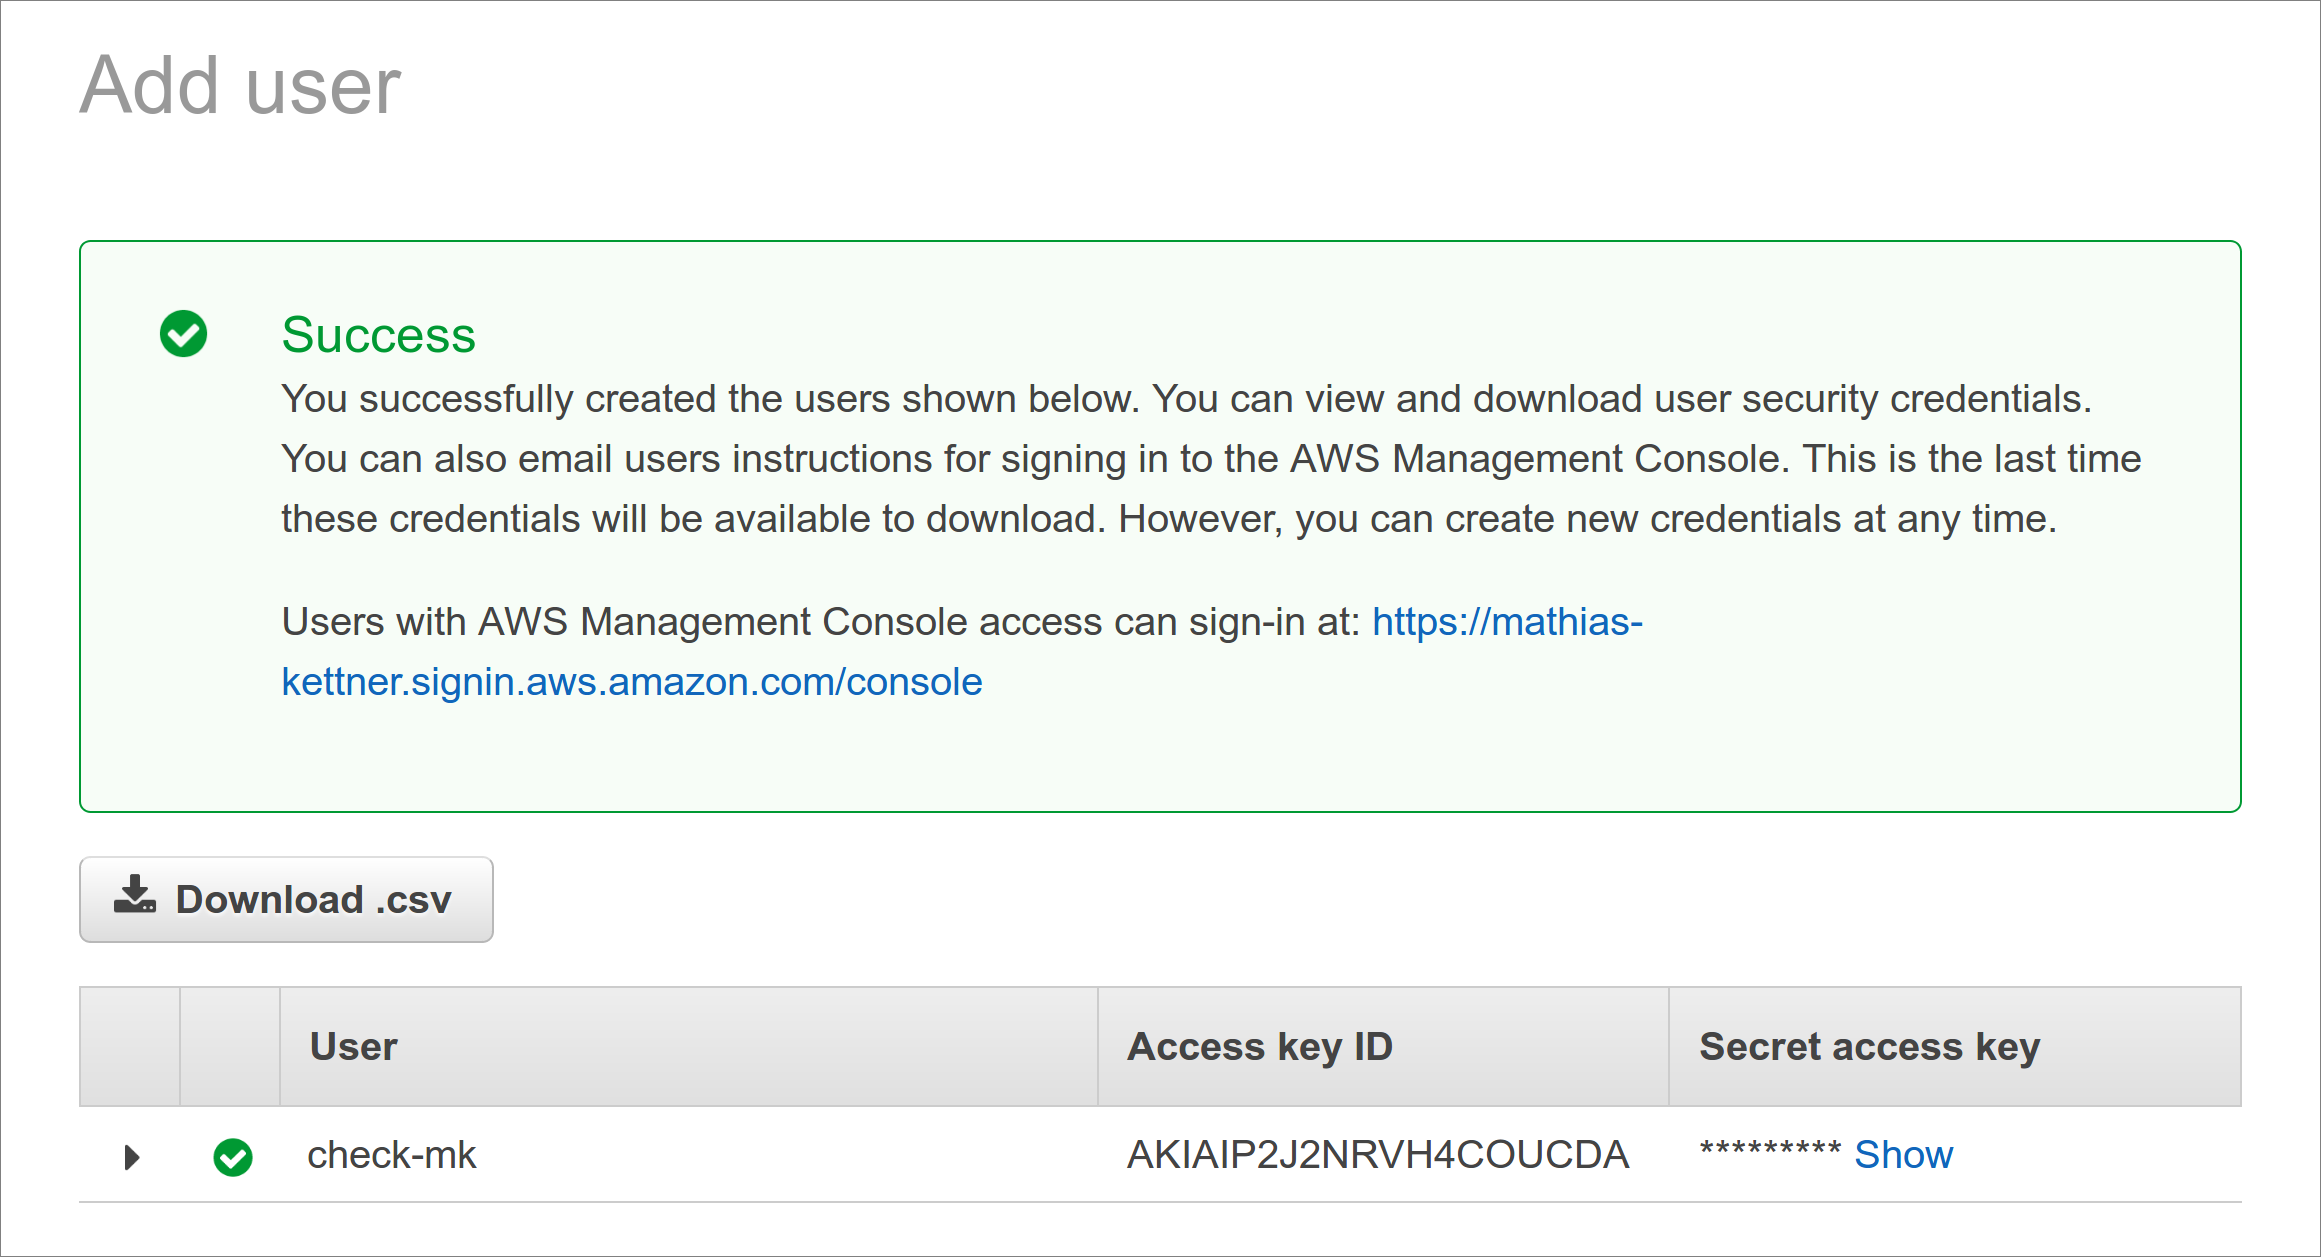 Add user
Success
You successfully created the users shown below. You can view and download user security credentials.
You can also email users instructions for signing in to the AWS Management Console. This is the last time
these credentials will be available to download. However, you can create new credentials at any time.
Users with AWS Management Console access can sign-in at: https://mathias-
kettner.signin.aws.amazon.com/console
Download .csv
User Access key ID Secret access key
check-mk AKIAIP2J2NRVH4COUCDA ********* Show